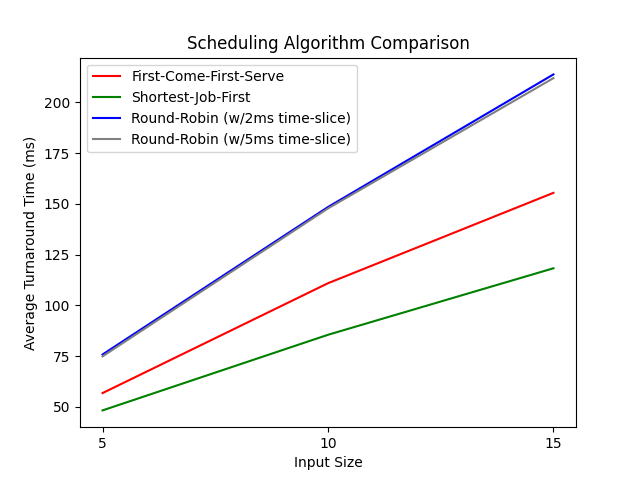 Scheduling Algorithm Comparison
First-Come-First-Serve
Shortest-Job-First
Round-Robin (w/2ms time-slice)
Round-Robin (w/5ms time-slice)
Average Turnaround Time (ms)
200
175
150
125
100
75
50
5 10 15
Input Size